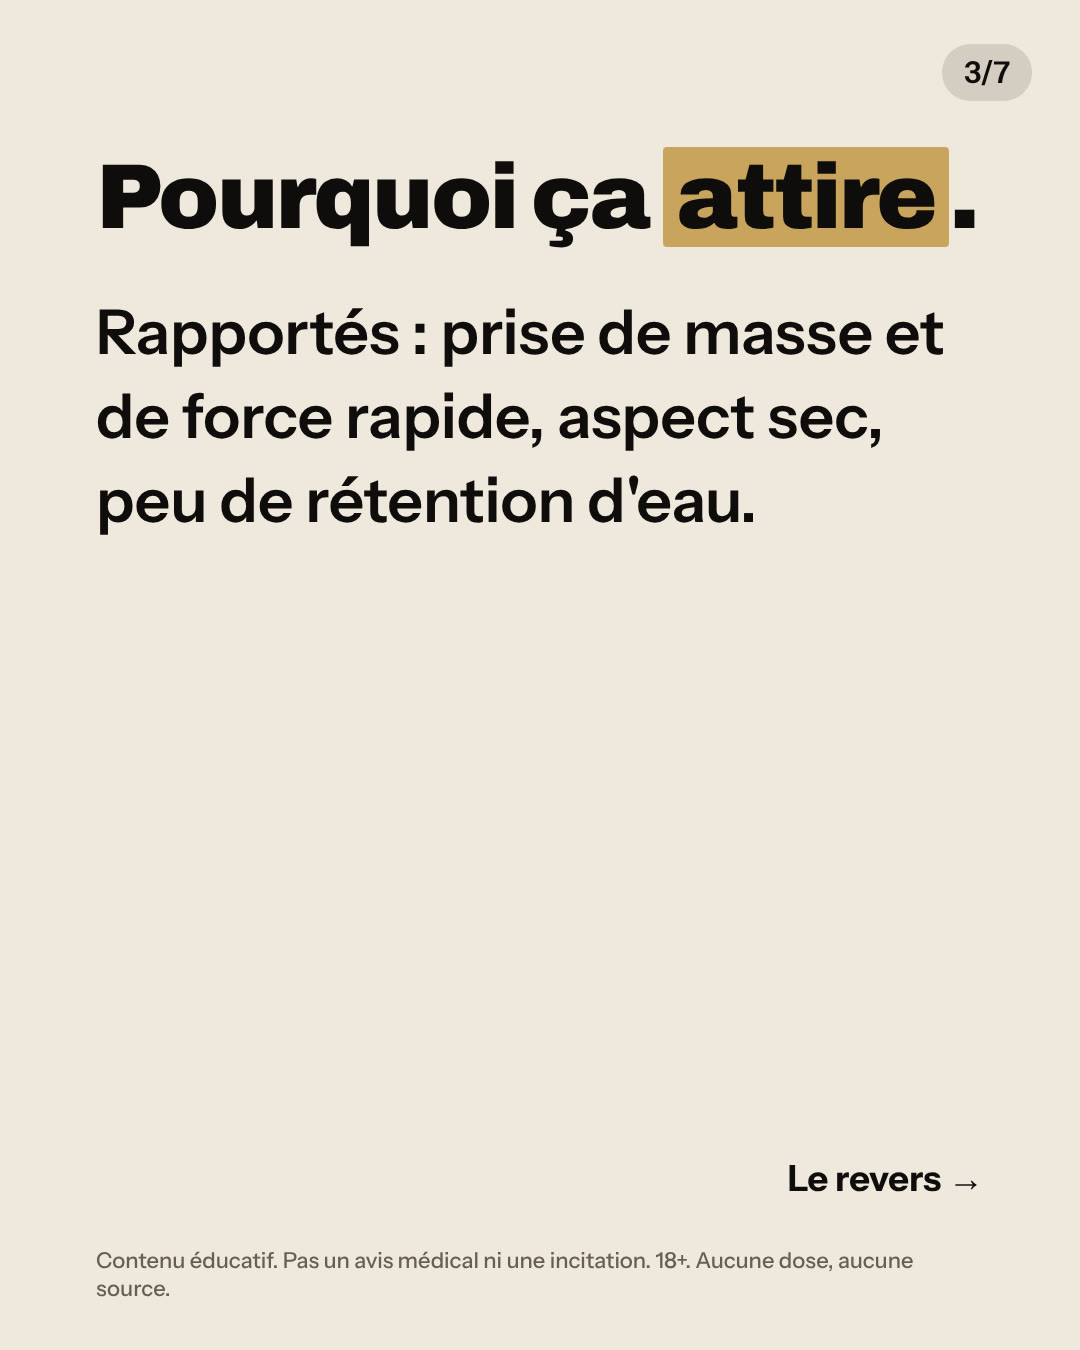 3/7
Pourquoi ça attire.
Rapportés : prise de masse et
de force rapide, aspect sec,
peu de rétention d'eau.
Le revers →
Contenu éducatif. Pas un avis médical ni une incitation. 18+. Aucune dose, aucune
source.